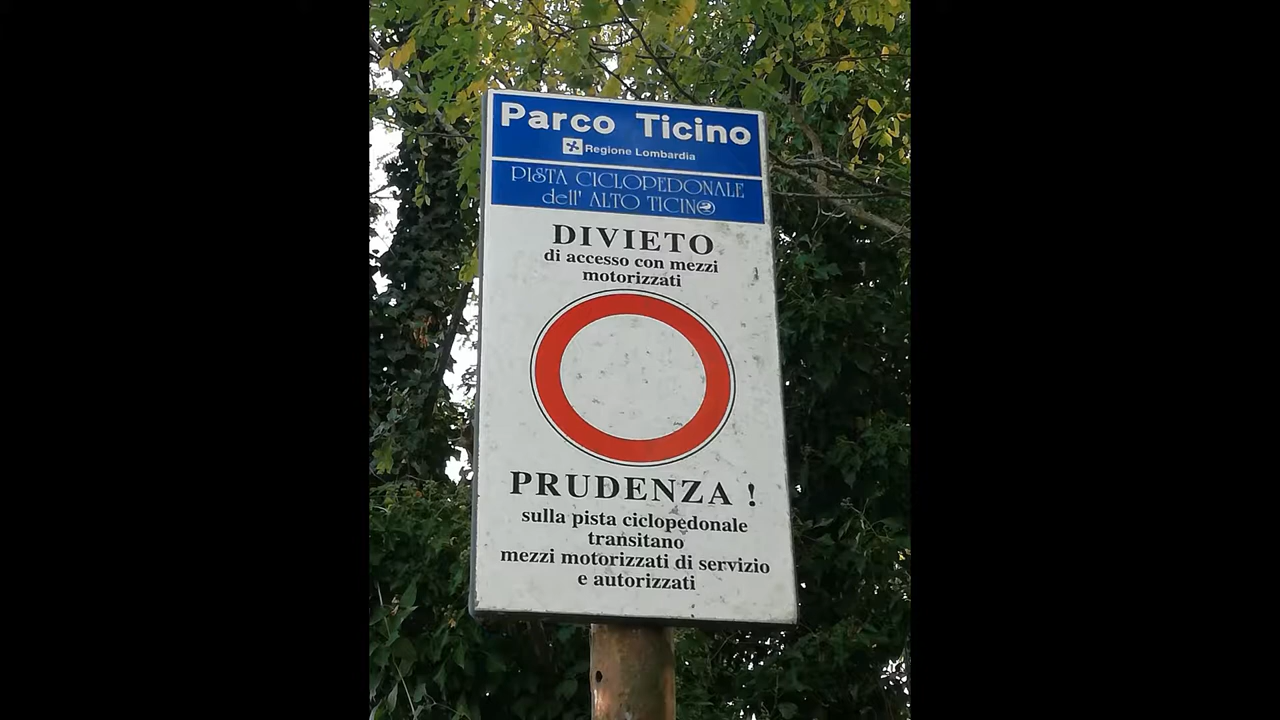 Parco Ticino
Regione Lombardia
PISTA CICLOPEDONALE
dell' ALTO TICINO
DIVIETO
di accesso con mezzi
motorizzati
PRUDENZA !
sulla pista ciclopedonale
transitano
mezzi motorizzati di servizio
e autorizzati